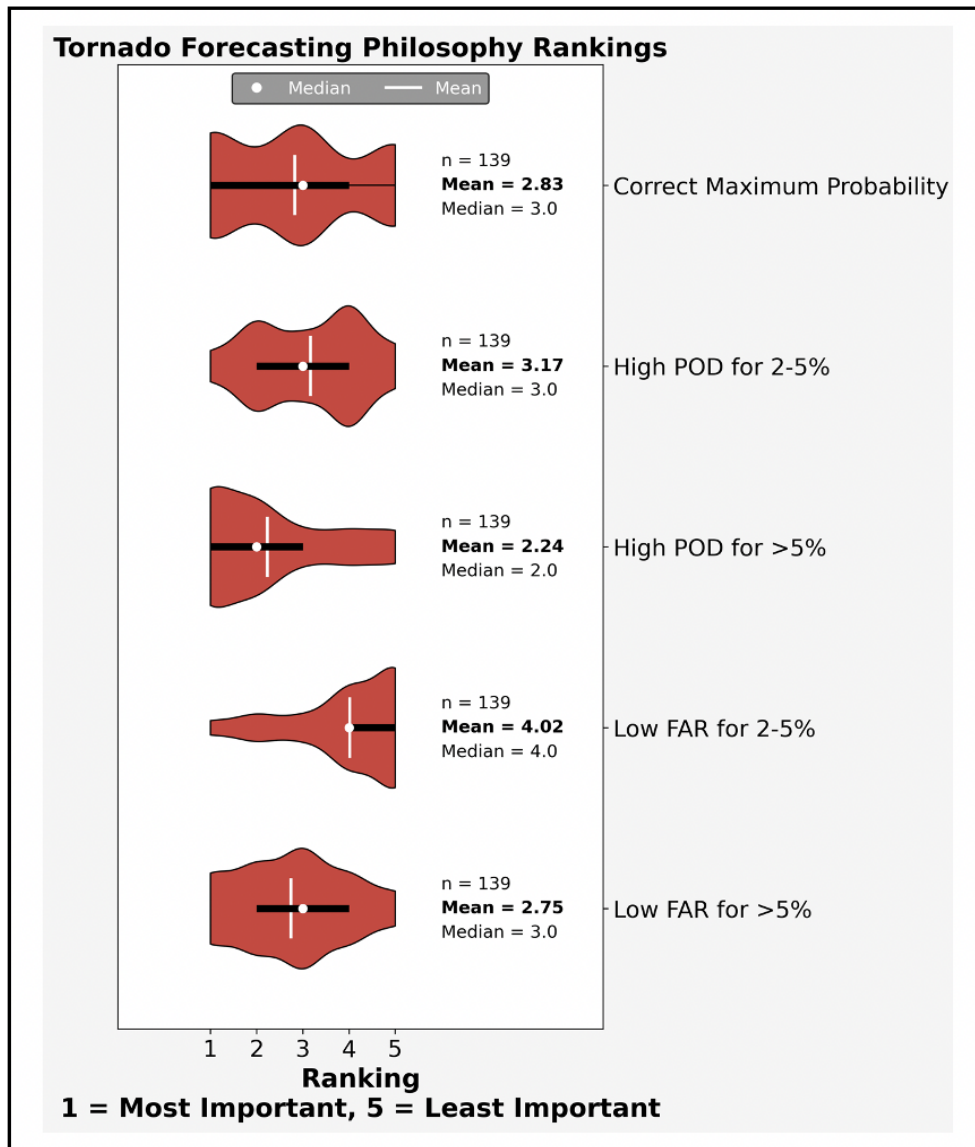 Tornado Forecasting Philosophy Rankings
Median Mean
n = 139
Mean = 2.83
Median = 3.0
Correct Maximum Probability
n = 139
Mean = 3.17
Median = 3.0
High POD for 2-5%
n = 139
Mean = 2.24
Median = 2.0
High POD for >5%
n = 139
Mean = 4.02
Median = 4.0
Low FAR for 2-5%
n = 139
Mean = 2.75
Median = 3.0
Low FAR for >5%
1 2 3 4 5
Ranking
1 = Most Important, 5 = Least Important